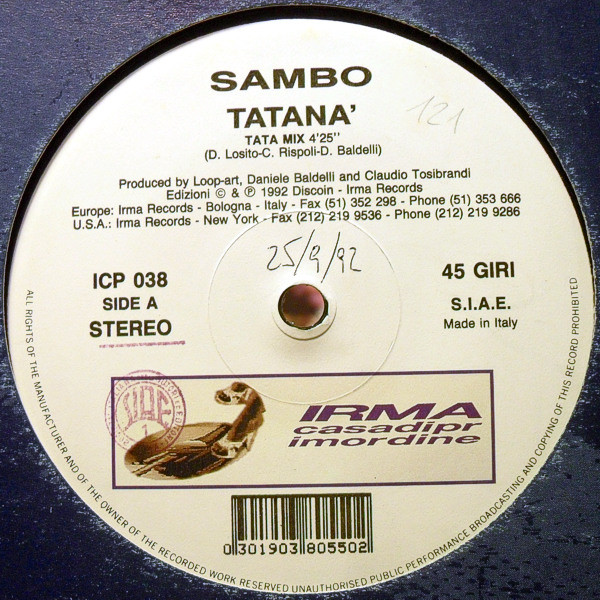 SAMBO
TATANA'
121
TATA MIX 4'25"
(D. Losito-C. Rispoli-D. Baldelli)
Produced by Loop-art, Daniele Baldelli and Claudio Tosibrandi
Edizioni © & ℗ 1992 Discoin - Irma Records
Europe: Irma Records - Bologna - Italy - Fax (51) 352 298 - Phone (51) 353 666
U.S.A.: Irma Records - New York - Fax (212) 219 9536 - Phone (212) 219 9286
25/9/92
ICP 038
SIDE A
STEREO
45 GIRI
S.I.A.E.
Made in Italy
IRMA
casadipr
imordine
0 301903 805502
ALL RIGHTS OF THE MANUFACTURER AND OF THE OWNER OF THE RECORDED WORK RESERVED UNAUTHORISED PUBLIC PERFORMANCE BROADCASTING AND COPYING OF THIS RECORD PROHIBITED